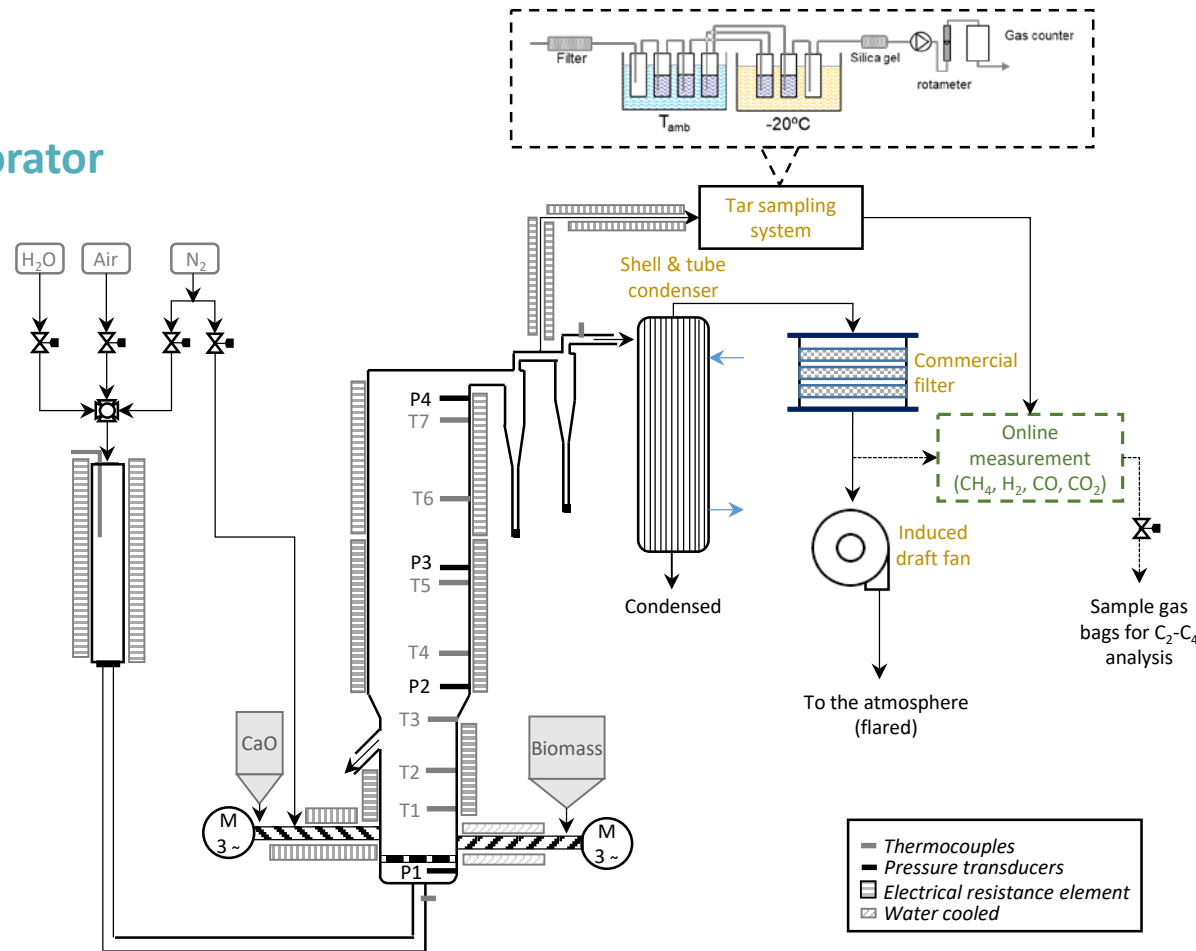 Filter
T_amb
-20ºC
Silica gel
rotameter
Gas counter
orator
Tar sampling
system
H₂O
Air
N₂
Shell & tube
condenser
Commercial
filter
P4
T7
T6
P3
T5
T4
P2
T3
T2
T1
P1
Online
measurement
(CH₄, H₂, CO, CO₂)
Induced
draft fan
Condensed
Sample gas
bags for C₂-C₄
analysis
To the atmosphere
(flared)
CaO
Biomass
M
3 ~
M
3 ~
Thermocouples
Pressure transducers
Electrical resistance element
Water cooled